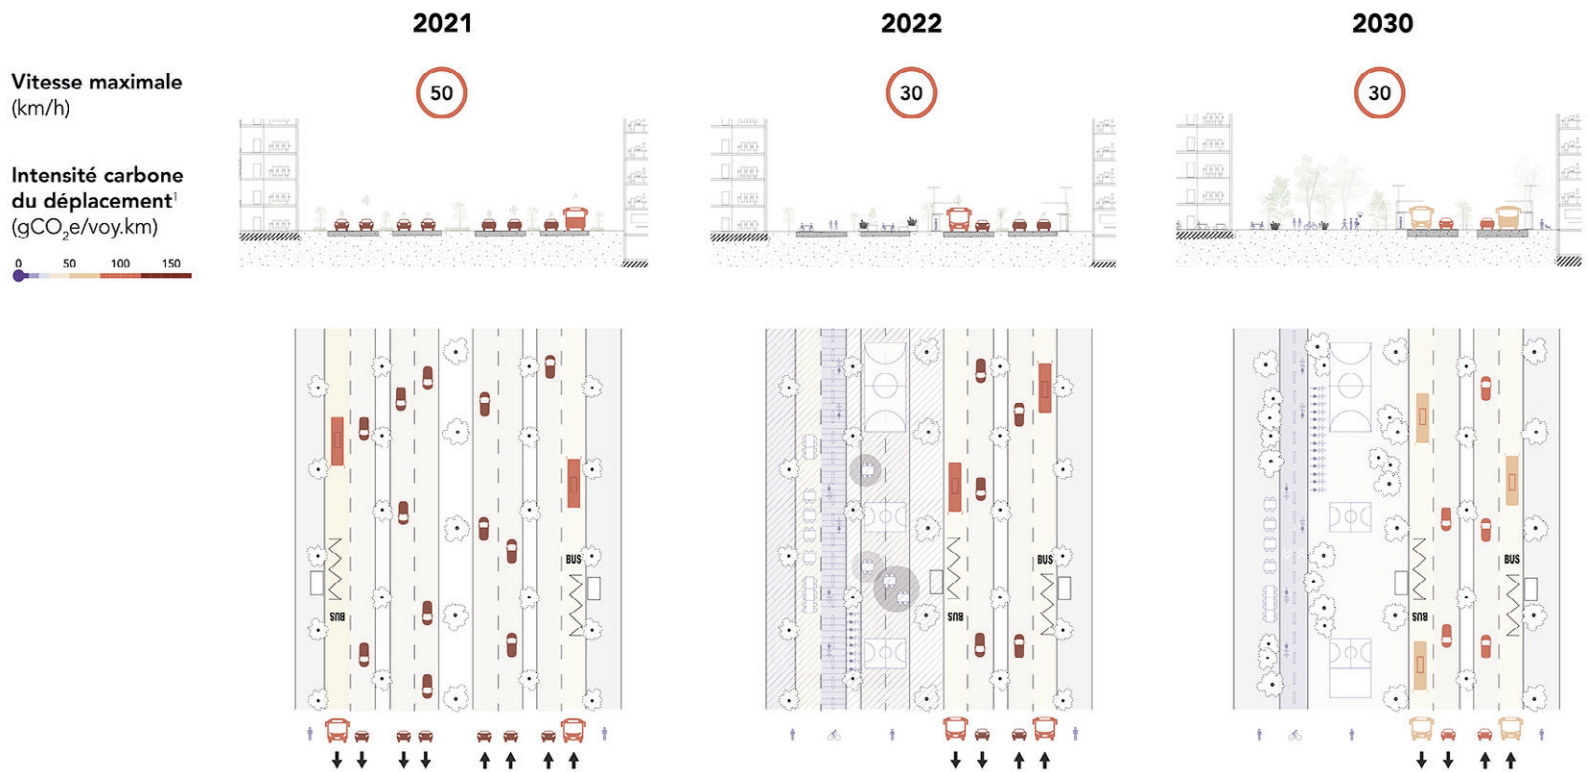 2021
2022
2030
Vitesse maximale
(km/h)
50
30
30
Intensité carbone
du déplacement¹
(gCO₂e/voy.km)
0 50 100 150
BUS
BUS
BUS
BUS
BUS
BUS